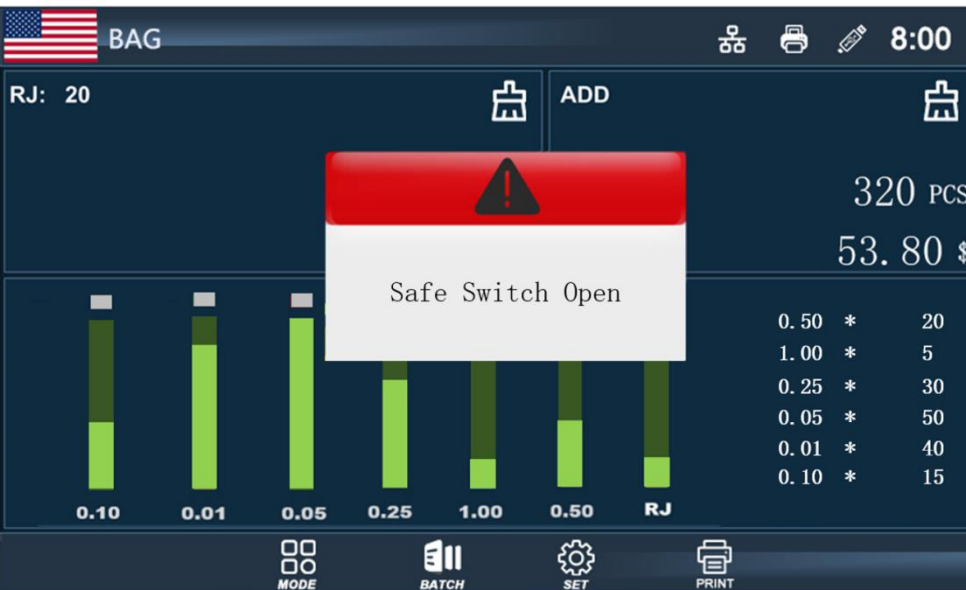 BAG 8:00
RJ: 20
ADD
320 PCS
53.80 $
Safe Switch Open
0.50 * 20
1.00 * 5
0.25 * 30
0.05 * 50
0.01 * 40
0.10 * 15
0.10 0.01 0.05 0.25 1.00 0.50 RJ
MODE BATCH SET PRINT